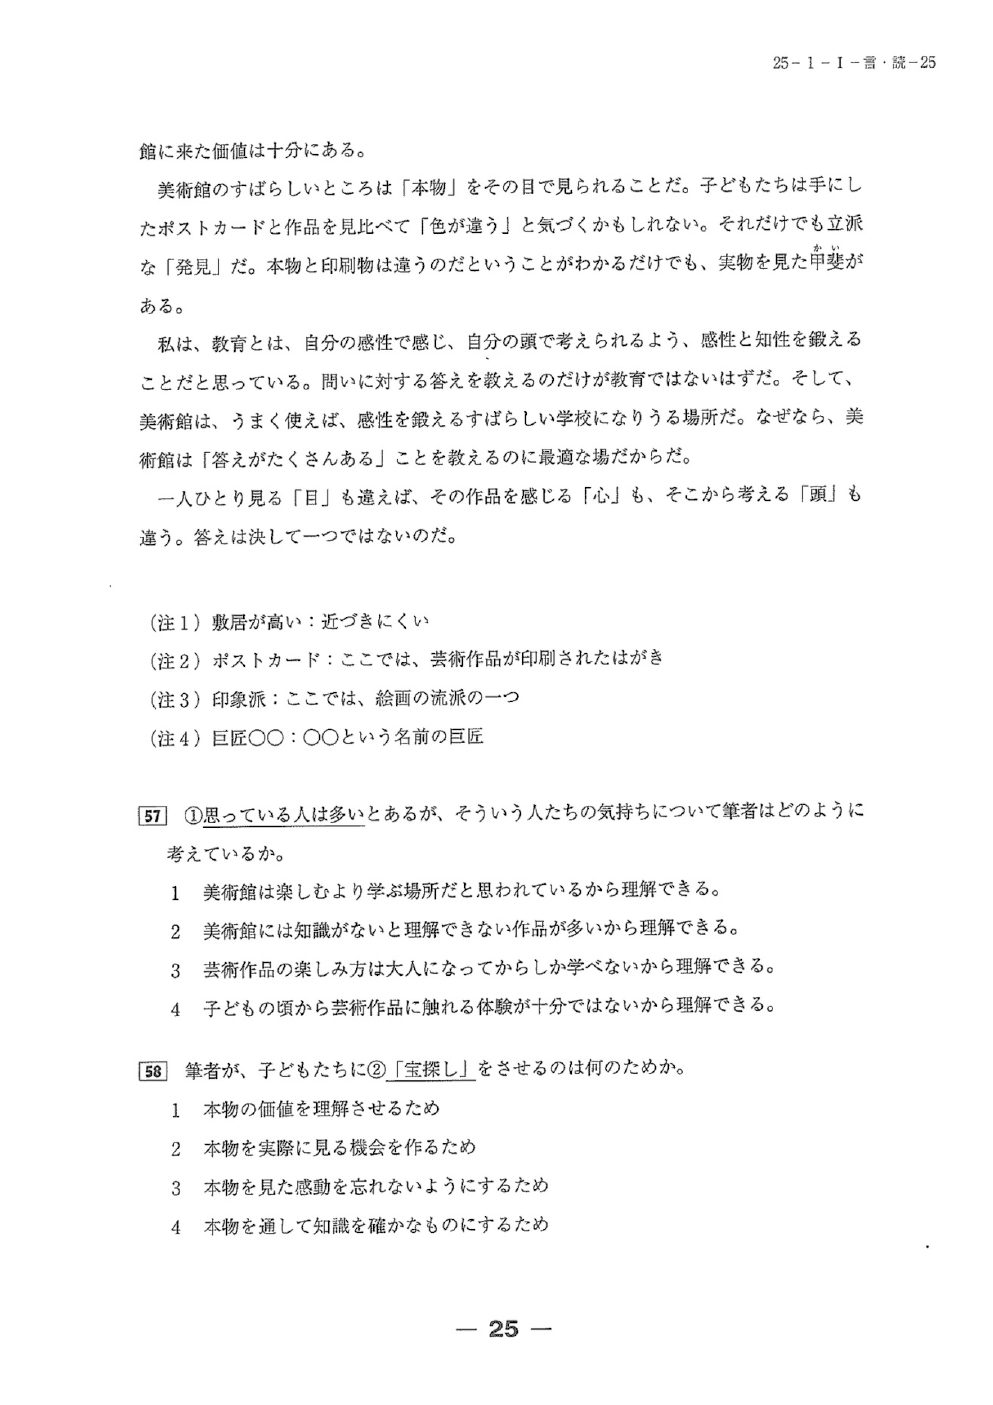 25－1－Ⅰ－言・読－25
館に来た価値は十分にある。
美術館のすばらしいところは「本物」をその目で見られることだ。子どもたちは手にし
たポストカードと作品を見比べて「色が違う」と気づくかもしれない。それだけでも立派
な「発見」だ。本物と印刷物は違うのだということがわかるだけでも、実物を見た甲斐(かい)が
ある。
私は、教育とは、自分の感性で感じ、自分の頭で考えられるよう、感性と知性を鍛える
ことだと思っている。問いに対する答えを教えるのだけが教育ではないはずだ。そして、
美術館は、うまく使えば、感性を鍛えるすばらしい学校になりうる場所だ。なぜなら、美
術館は「答えがたくさんある」ことを教えるのに最適な場だからだ。
一人ひとり見る「目」も違えば、その作品を感じる「心」も、そこから考える「頭」も
違う。答えは決して一つではないのだ。
（注1）敷居が高い：近づきにくい
（注2）ポストカード：ここでは、芸術作品が印刷されたはがき
（注3）印象派：ここでは、絵画の流派の一つ
（注4）巨匠〇〇：〇〇という名前の巨匠
57 ①思っている人は多いとあるが、そういう人たちの気持ちについて筆者はどのように
考えているか。
1 美術館は楽しむより学ぶ場所だと思われているから理解できる。
2 美術館には知識がないと理解できない作品が多いから理解できる。
3 芸術作品の楽しみ方は大人になってからしか学べないから理解できる。
4 子どもの頃から芸術作品に触れる体験が十分ではないから理解できる。
58 筆者が、子どもたちに②「宝探し」をさせるのは何のためか。
1 本物の価値を理解させるため
2 本物を実際に見る機会を作るため
3 本物を見た感動を忘れないようにするため
4 本物を通して知識を確かなものにするため
— 25 —